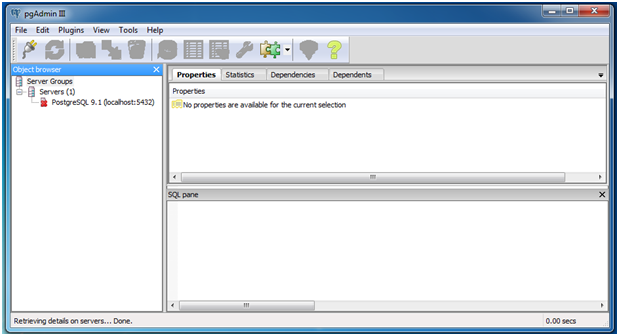 pgAdmin III
File Edit Plugins View Tools Help
Object browser
Server Groups
Servers (1)
PostgreSQL 9.1 (localhost:5432)
Properties Statistics Dependencies Dependents
Properties
No properties are available for the current selection
SQL pane
Retrieving details on servers... Done.
0.00 secs